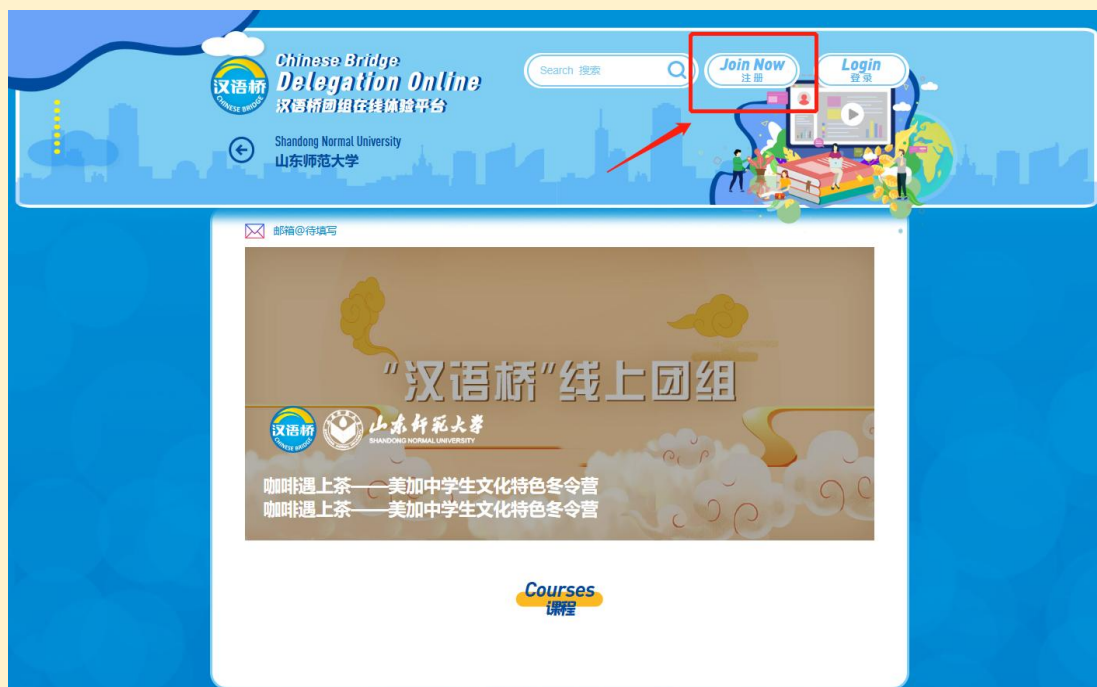 Chinese Bridge
Delegation Online
汉语桥团组在线体验平台
汉语桥
CHINESE BRIDGE
Search 搜索
Join Now
注册
Login
登录
Shandong Normal University
山东师范大学
邮箱@待填写
"汉语桥"线上团组
汉语桥
CHINESE BRIDGE
山东师范大学
SHANDONG NORMAL UNIVERSITY
咖啡遇上茶——美加中学生文化特色冬令营
咖啡遇上茶——美加中学生文化特色冬令营
Courses
课程